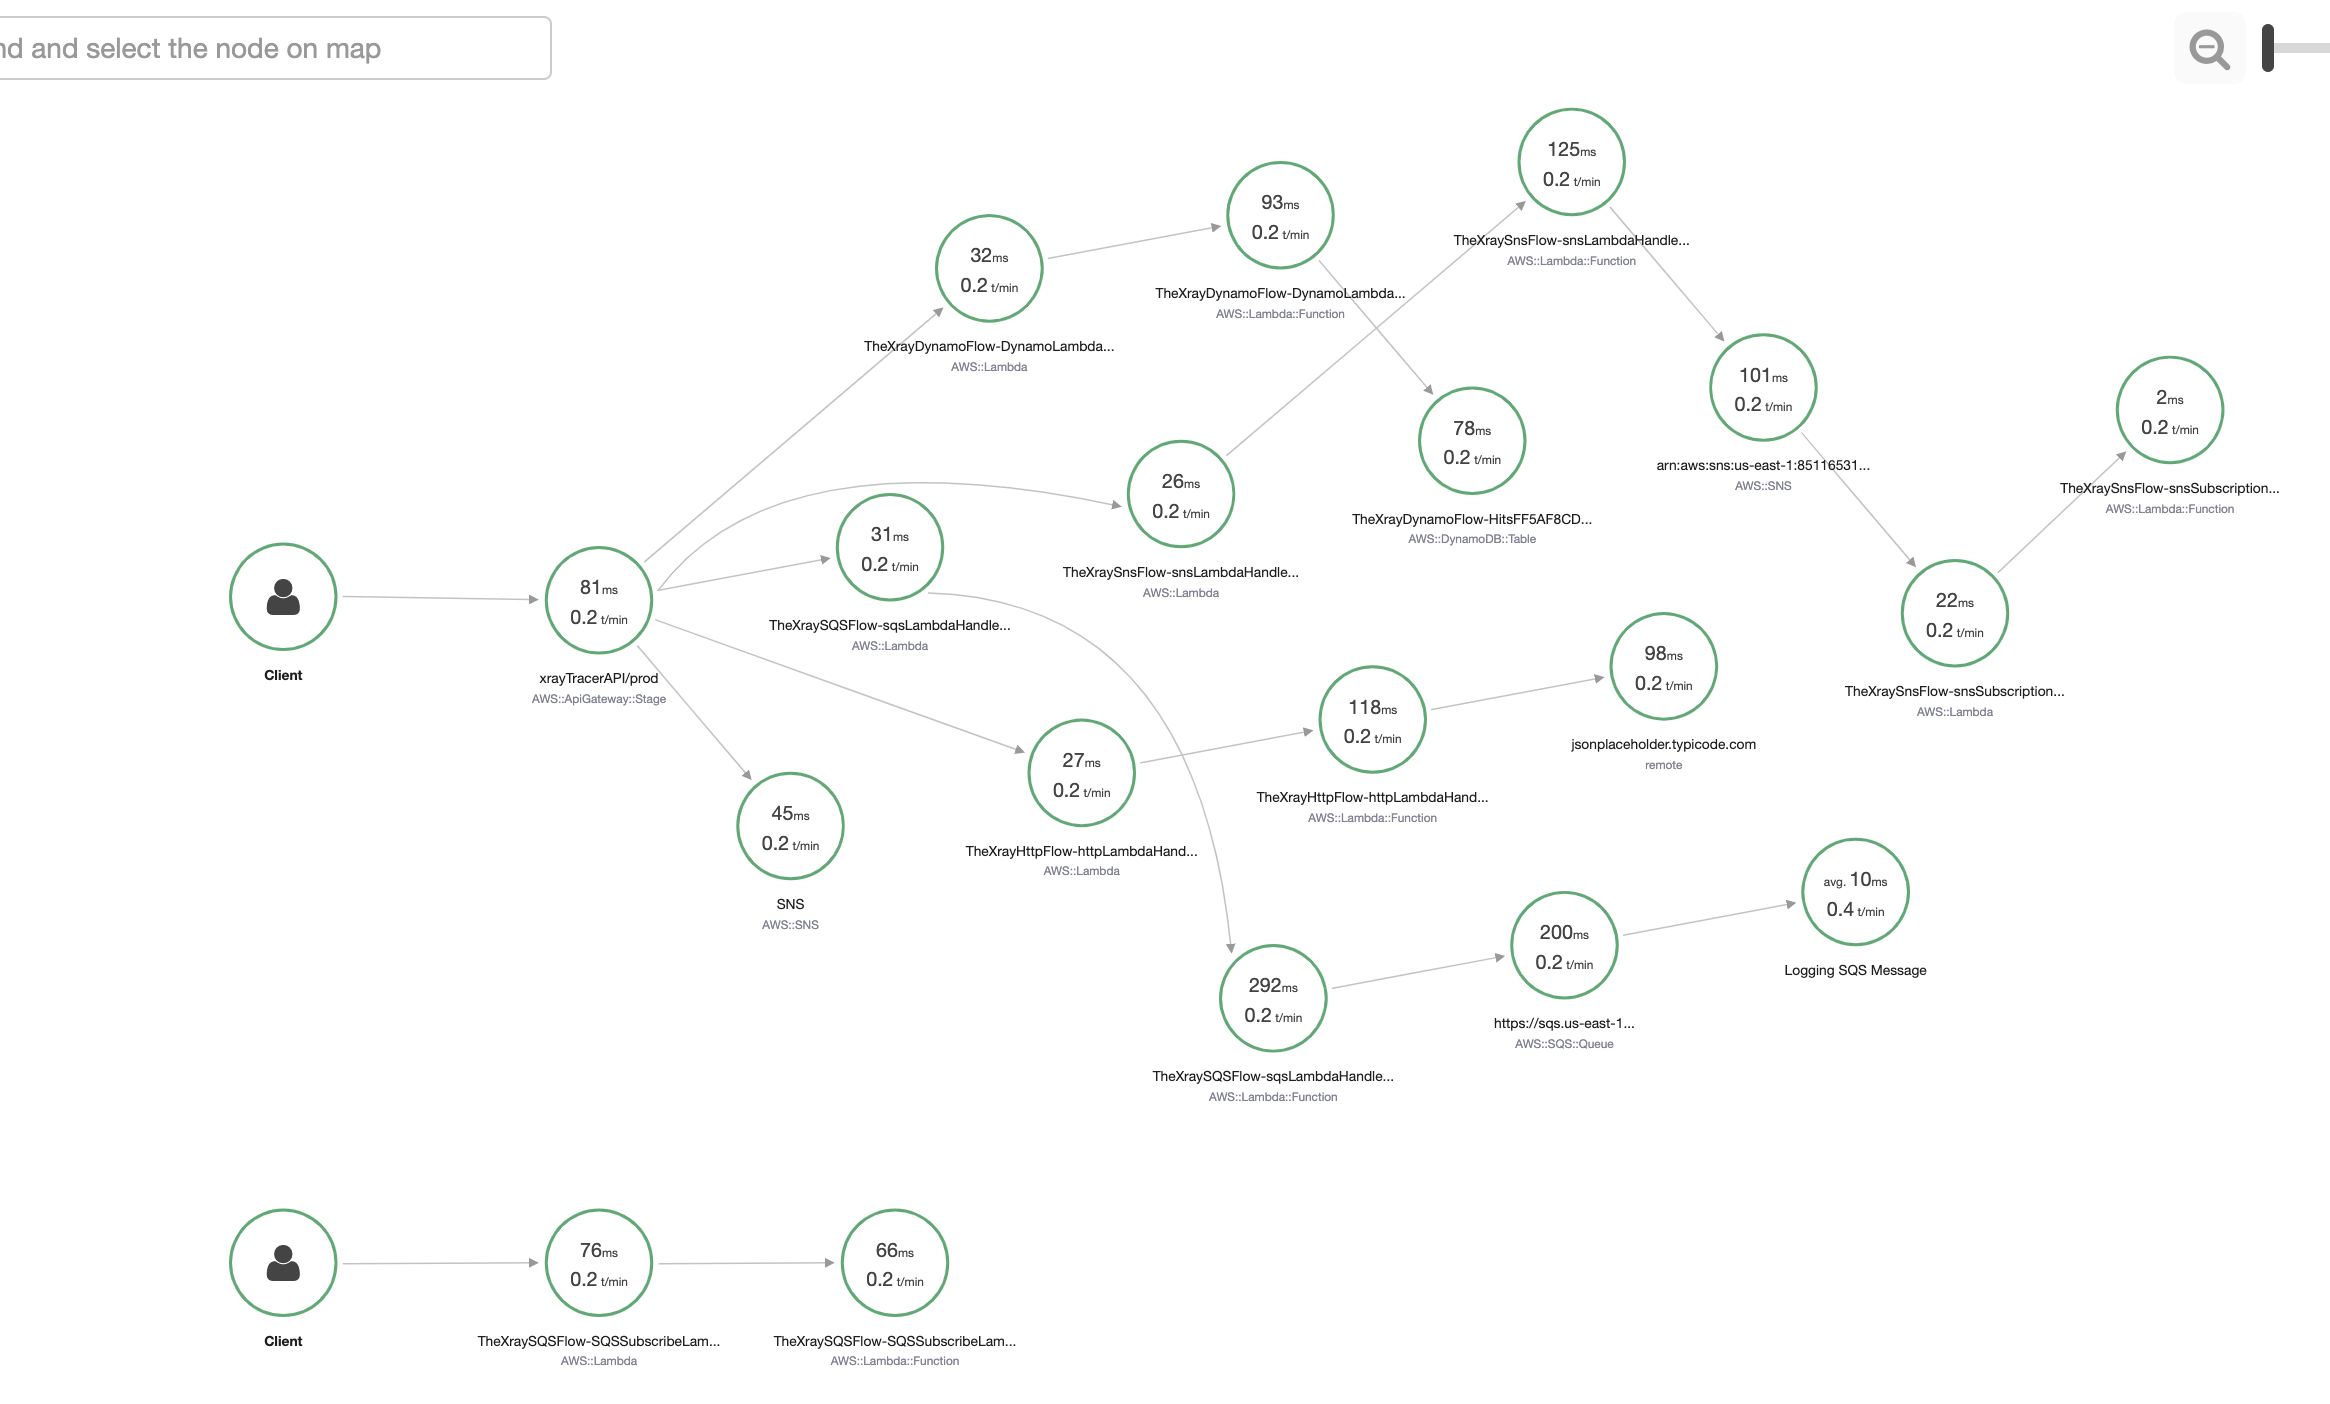 nd and select the node on map
125ms
0.2 t/min
TheXraySnsFlow-snsLambdaHandle...
AWS::Lambda::Function
93ms
0.2 t/min
TheXrayDynamoFlow-DynamoLambda...
AWS::Lambda::Function
32ms
0.2 t/min
TheXrayDynamoFlow-DynamoLambda...
AWS::Lambda
101ms
0.2 t/min
arn:aws:sns:us-east-1:85116531...
AWS::SNS
2ms
0.2 t/min
TheXraySnsFlow-snsSubscription...
AWS::Lambda::Function
78ms
0.2 t/min
TheXrayDynamoFlow-HitsFF5AF8CD...
AWS::DynamoDB::Table
26ms
0.2 t/min
TheXraySnsFlow-snsLambdaHandle...
AWS::Lambda
31ms
0.2 t/min
TheXraySQSFlow-sqsLambdaHandle...
AWS::Lambda
Client
81ms
0.2 t/min
xrayTracerAPI/prod
AWS::ApiGateway::Stage
22ms
0.2 t/min
TheXraySnsFlow-snsSubscription...
AWS::Lambda
98ms
0.2 t/min
jsonplaceholder.typicode.com
remote
118ms
0.2 t/min
TheXrayHttpFlow-httpLambdaHand...
AWS::Lambda::Function
27ms
0.2 t/min
TheXrayHttpFlow-httpLambdaHand...
AWS::Lambda
45ms
0.2 t/min
SNS
AWS::SNS
avg. 10ms
0.4 t/min
Logging SQS Message
200ms
0.2 t/min
https://sqs.us-east-1...
AWS::SQS::Queue
292ms
0.2 t/min
TheXraySQSFlow-sqsLambdaHandle...
AWS::Lambda::Function
Client
76ms
0.2 t/min
TheXraySQSFlow-SQSSubscribeLam...
AWS::Lambda
66ms
0.2 t/min
TheXraySQSFlow-SQSSubscribeLam...
AWS::Lambda::Function